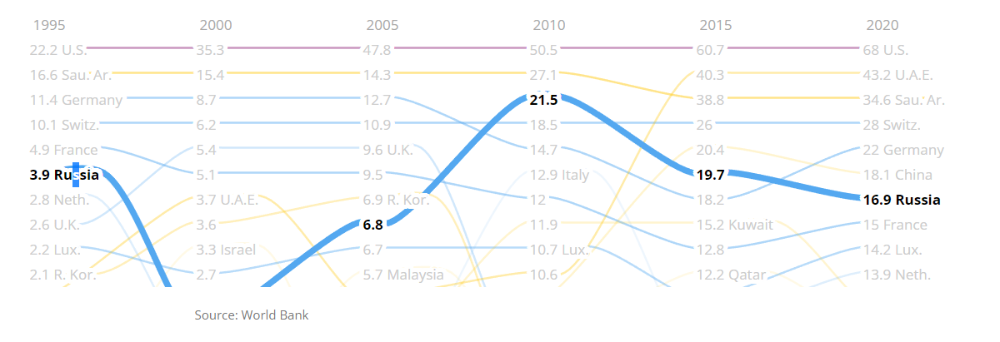 1995 2000 2005 2010 2015 2020
22.2 U.S. 35.3 47.8 50.5 60.7 68 U.S.
16.6 Sau. Ar. 15.4 14.3 27.1 40.3 43.2 U.A.E.
11.4 Germany 8.7 12.7 21.5 38.8 34.6 Sau. Ar.
10.1 Switz. 6.2 10.9 18.5 26 28 Switz.
4.9 France 5.4 9.6 U.K. 14.7 20.4 22 Germany
3.9 Russia 5.1 9.5 12.9 Italy 19.7 18.1 China
2.8 Neth. 3.7 U.A.E. 6.9 R. Kor. 12 18.2 16.9 Russia
2.6 U.K. 3.6 6.8 11.9 15.2 Kuwait 15 France
2.2 Lux. 3.3 Israel 6.7 10.7 Lux. 12.8 14.2 Lux.
2.1 R. Kor. 2.7 5.7 Malaysia 10.6 12.2 Qatar 13.9 Neth.
Source: World Bank